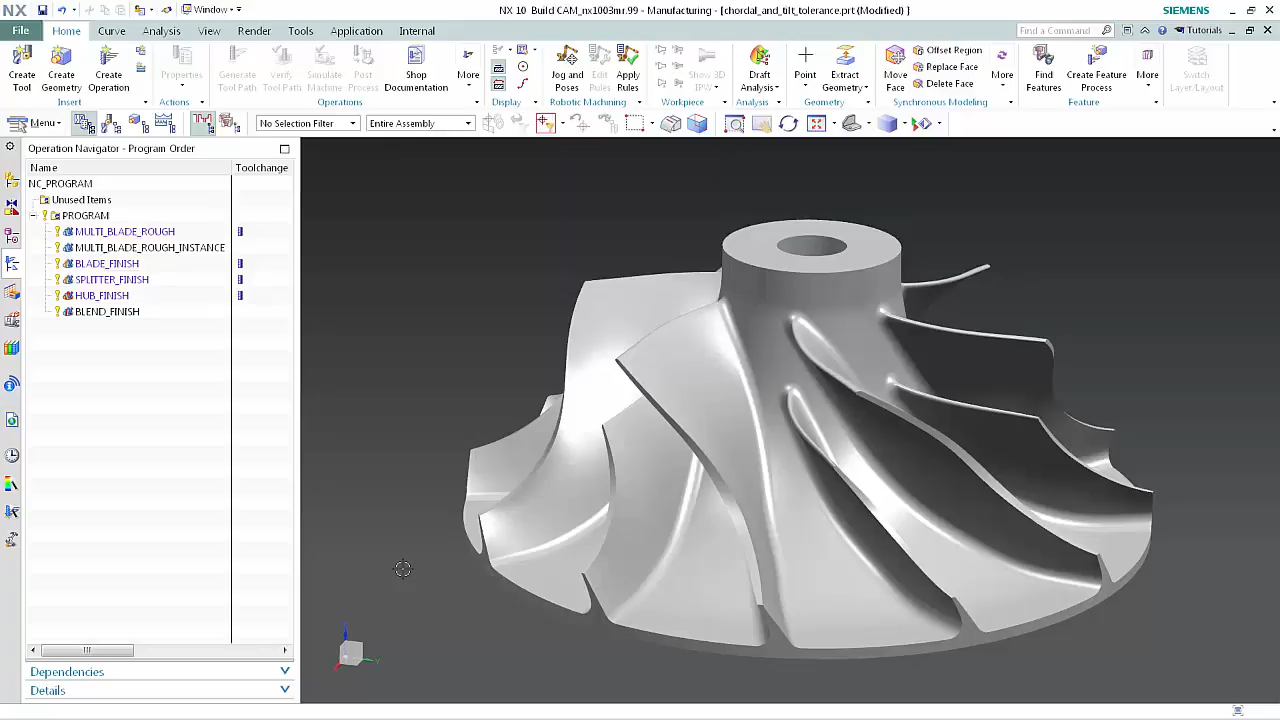 NX
Window
NX 10 Build CAM_nx1003mr.99 - Manufacturing - [chordal_and_tilt_tolerance.prt (Modified) ]
SIEMENS
File
Home
Curve
Analysis
View
Render
Tools
Application
Internal
Find a Command
Tutorials
Create Tool
Create Geometry
Create Operation
Properties
Generate Tool Path
Verify Tool Path
Simulate Machine
Post Process
Shop Documentation
More
Jog and Poses
Edit Rules
Apply Rules
Show 3D IPW
Draft Analysis
Point
Extract Geometry
Move Face
Offset Region
Replace Face
Delete Face
More
Find Features
Create Feature Process
More
Switch Layer/Layout
Insert
Actions
Operations
Display
Robotic Machining
Workpiece
Analysis
Geometry
Synchronous Modeling
Feature
Menu
No Selection Filter
Entire Assembly
Operation Navigator - Program Order
Name
Toolchange
NC_PROGRAM
Unused Items
PROGRAM
MULTI_BLADE_ROUGH
MULTI_BLADE_ROUGH_INSTANCE
BLADE_FINISH
SPLITTER_FINISH
HUB_FINISH
BLEND_FINISH
Dependencies
Details